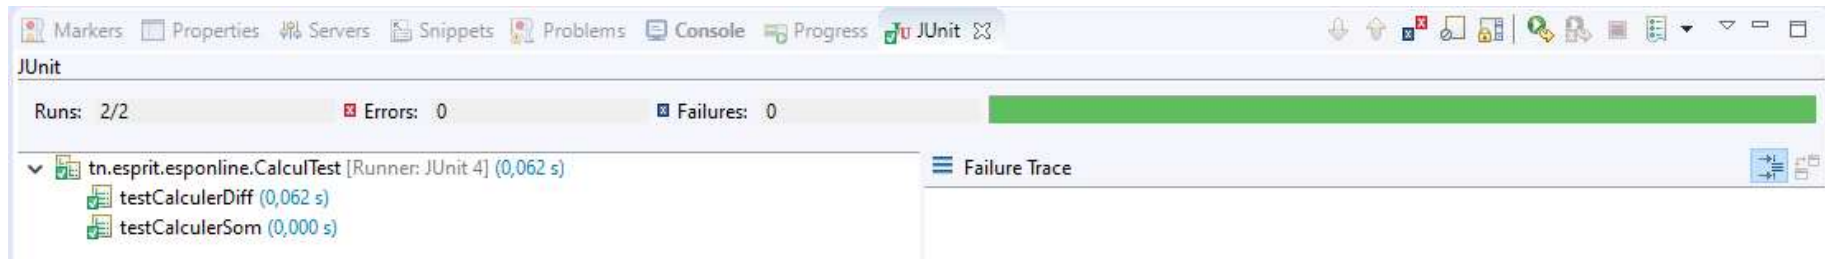 Markers Properties Servers Snippets Problems Console Progress JUnit
JUnit
Runs: 2/2 Errors: 0 Failures: 0
tn.esprit.esponline.CalculTest [Runner: JUnit 4] (0,062 s) Failure Trace
testCalculerDiff (0,062 s)
testCalculerSom (0,000 s)